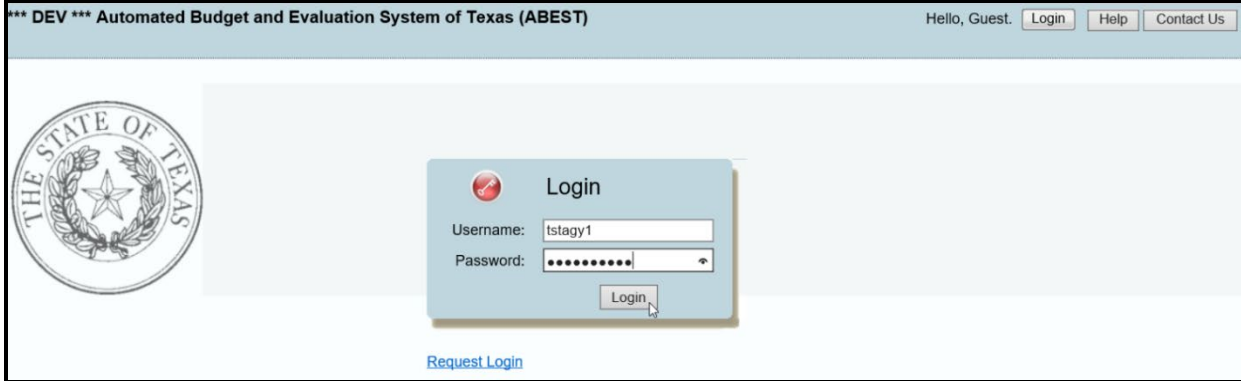 *** DEV *** Automated Budget and Evaluation System of Texas (ABEST)
Hello, Guest. Login Help Contact Us
THE STATE OF TEXAS
Login
Username: tstagy1
Password: ●●●●●●●●●●
Login
Request Login